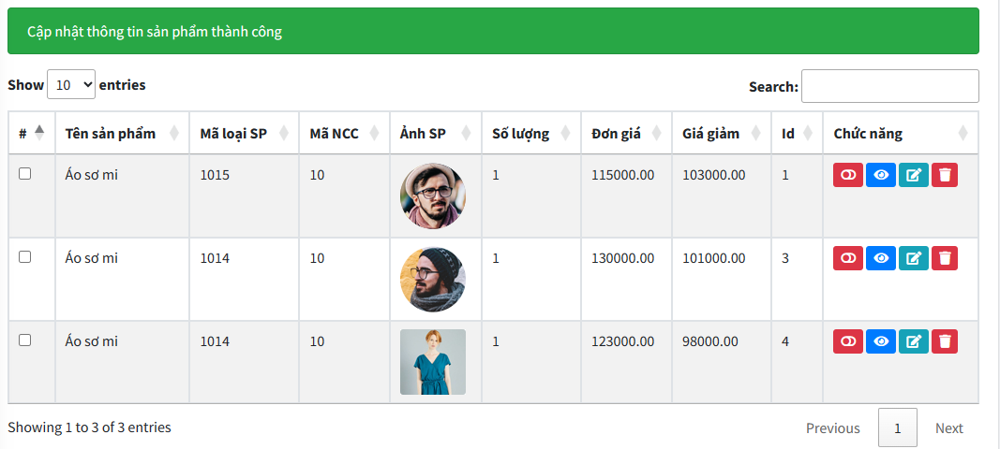 Cập nhật thông tin sản phẩm thành công
Show 10 entries Search:
# Tên sản phẩm Mã loại SP Mã NCC Ảnh SP Số lượng Đơn giá Giá giảm Id Chức năng
Áo sơ mi 1015 10 1 115000.00 103000.00 1
Áo sơ mi 1014 10 1 130000.00 101000.00 3
Áo sơ mi 1014 10 1 123000.00 98000.00 4
Showing 1 to 3 of 3 entries Previous 1 Next